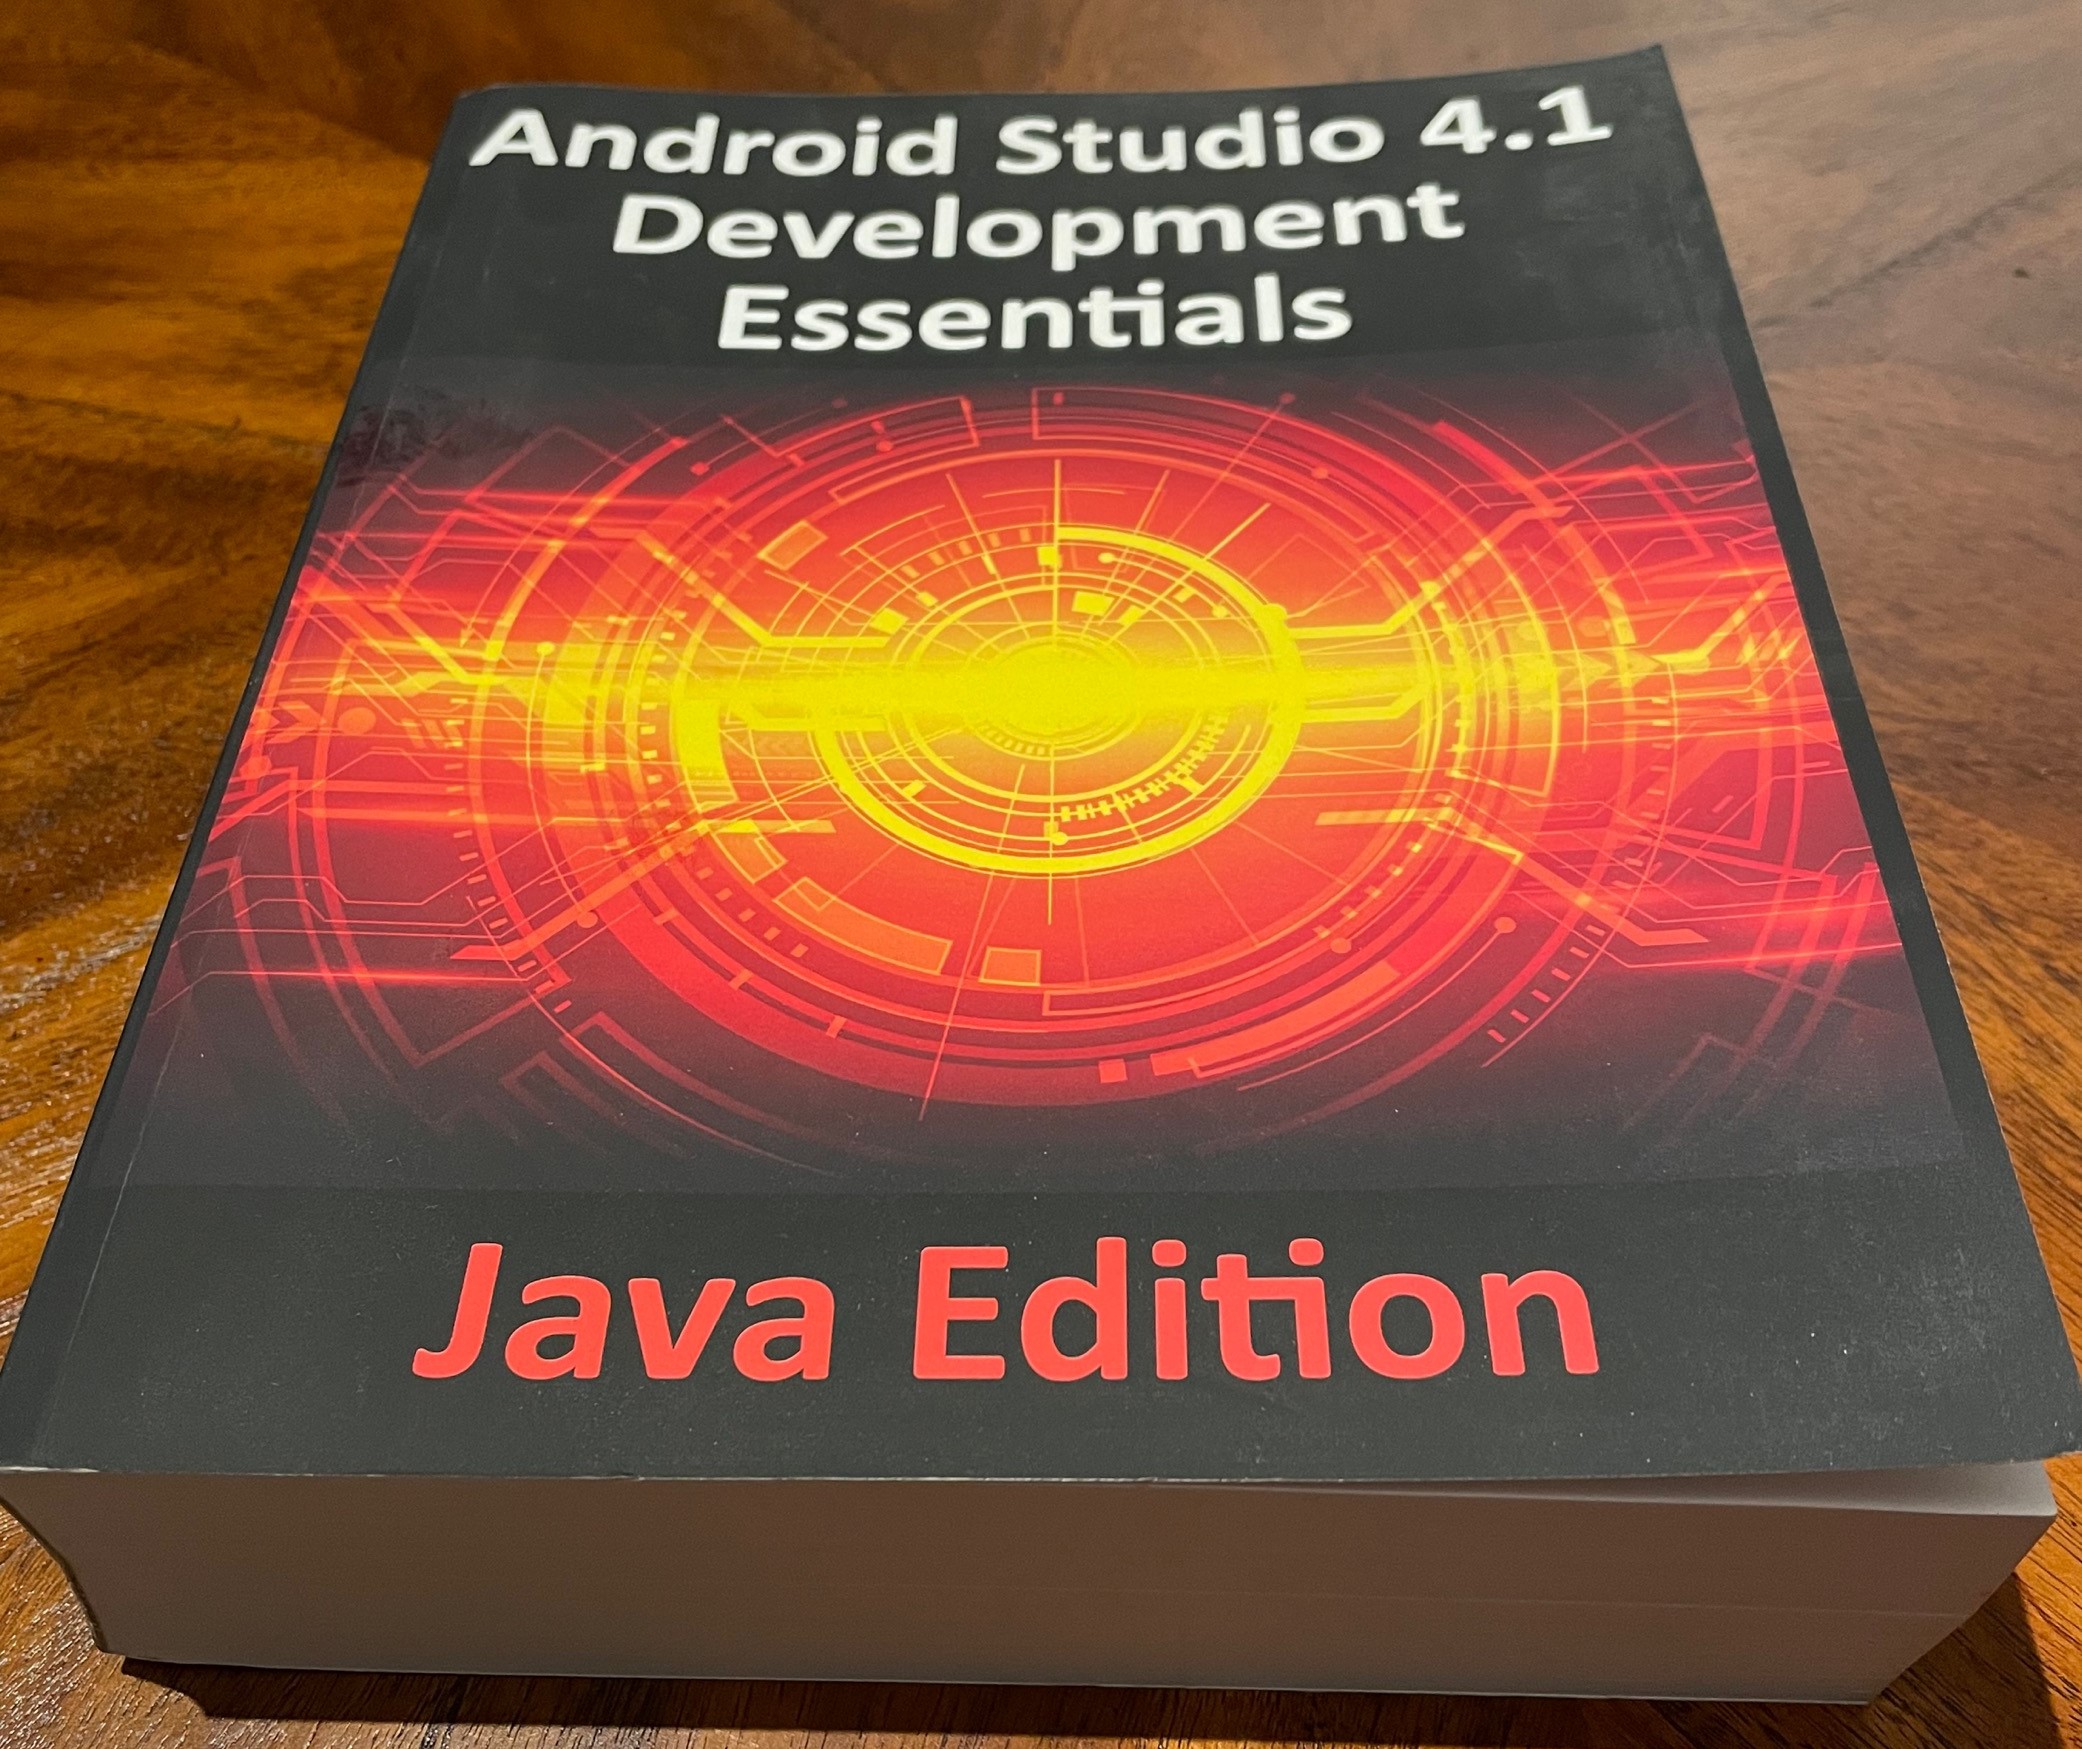 Android Studio 4.1
Development
Essentials
Java Edition